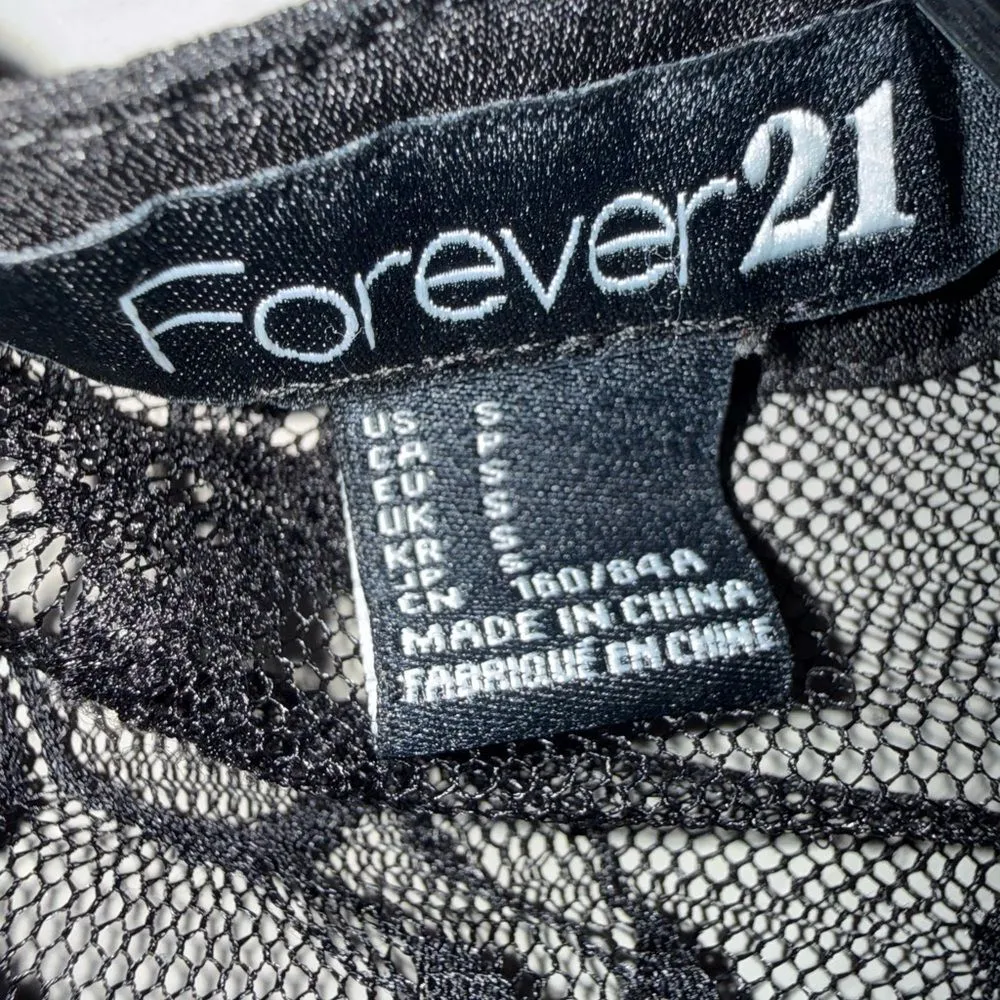 Forever21
US S
CA P
EU S
UK S
KR S
JP S
CN 160/84A
MADE IN CHINA
FABRIQUÉ EN CHINE